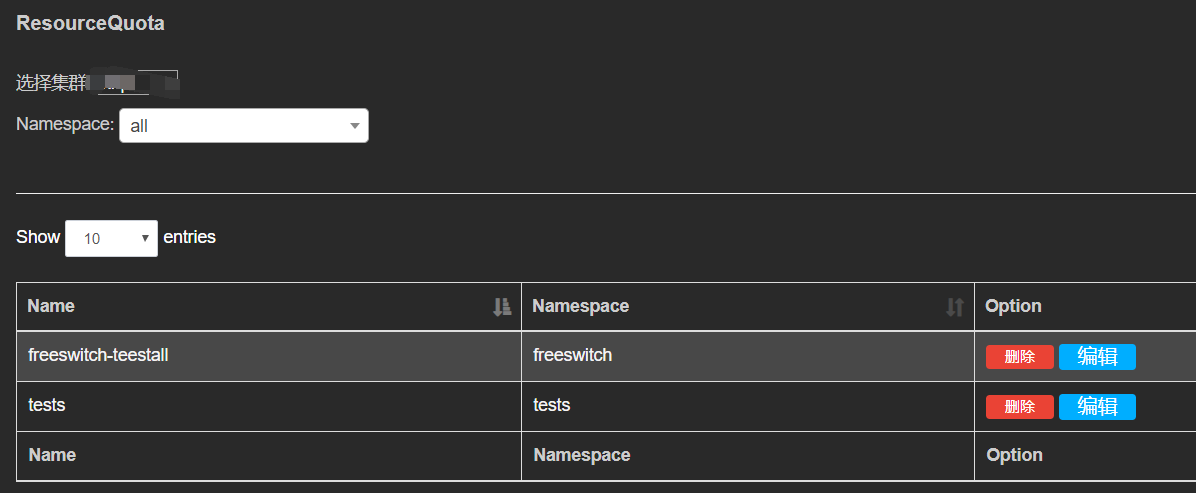 ResourceQuota
选择集群
Namespace: all
Show 10 entries
Name Namespace Option
freeswitch-teestall freeswitch 删除 编辑
tests tests 删除 编辑
Name Namespace Option